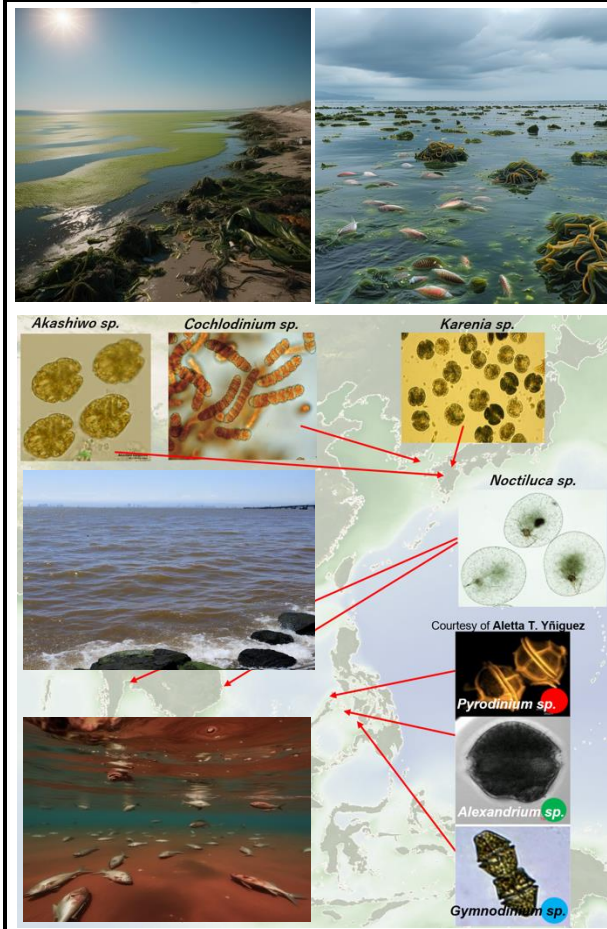 Akashiwo sp.
Cochlodinium sp.
Karenia sp.
Noctiluca sp.
Courtesy of Aletta T. Yñiguez
Pyrodinium sp.
Alexandrium sp.
Gymnodinium sp.